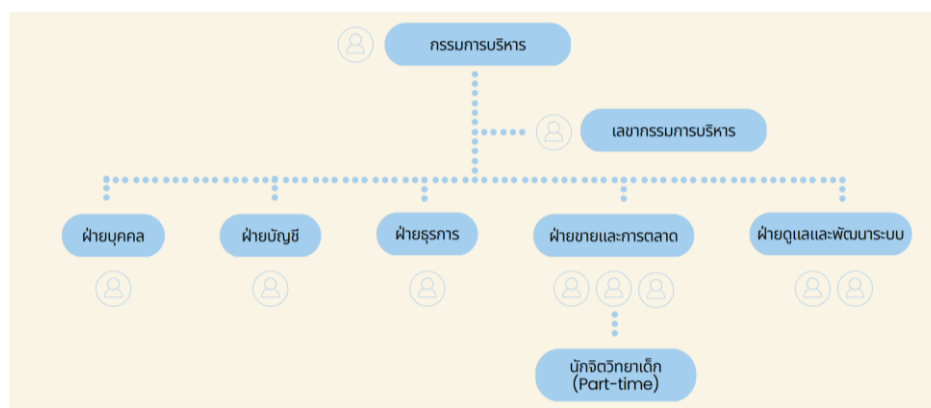 กรรมการบริหาร
เลขากรรมการบริหาร
ฝ่ายบุคคล
ฝ่ายบัญชี
ฝ่ายธุรการ
ฝ่ายขายและการตลาด
ฝ่ายดูแลและพัฒนาระบบ
นักจิตวิทยาเด็ก
(Part-time)